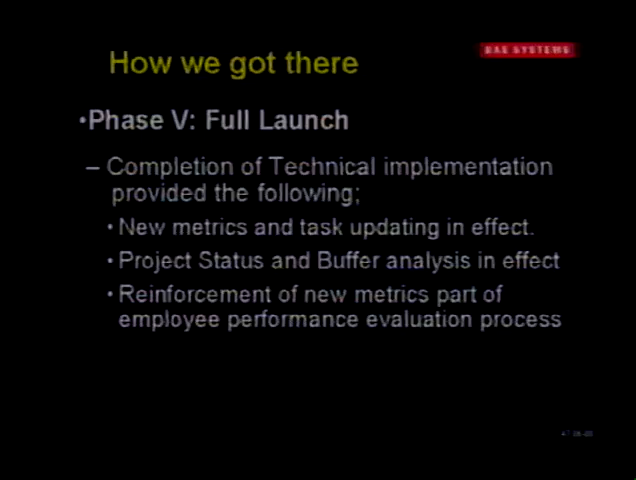 How we got there
BAE SYSTEMS
•Phase V: Full Launch
– Completion of Technical implementation
provided the following;
• New metrics and task updating in effect.
• Project Status and Buffer analysis in effect
• Reinforcement of new metrics part of
employee performance evaluation process